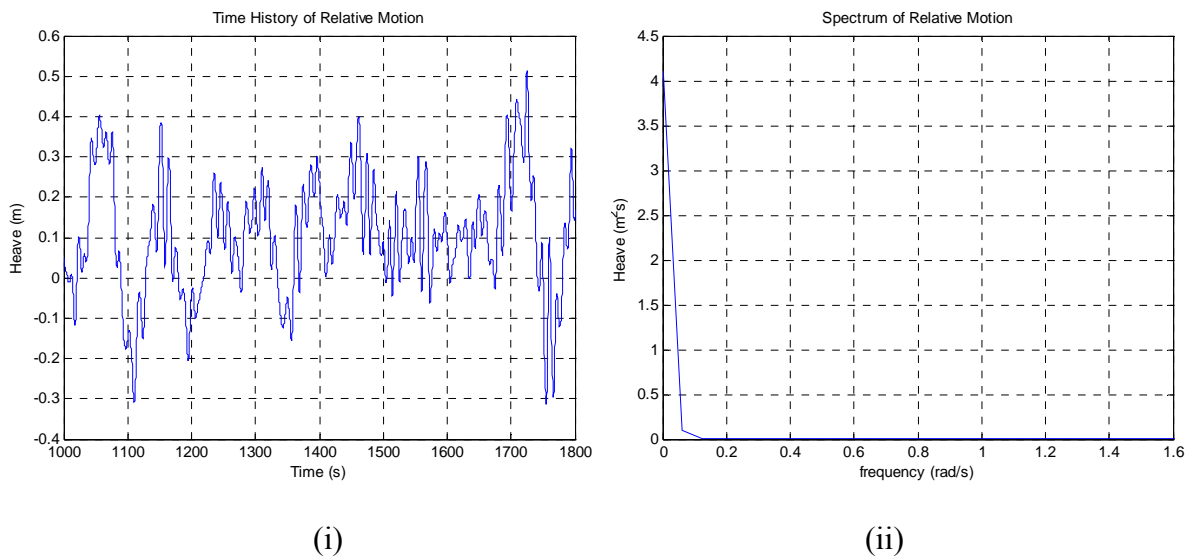 Time History of Relative Motion
Heave (m)
0.6
0.5
0.4
0.3
0.2
0.1
0
-0.1
-0.2
-0.3
-0.4
1000 1100 1200 1300 1400 1500 1600 1700 1800
Time (s)
(i)
Spectrum of Relative Motion
Heave (m²s)
4.5
4
3.5
3
2.5
2
1.5
1
0.5
0
0 0.2 0.4 0.6 0.8 1 1.2 1.4 1.6
frequency (rad/s)
(ii)